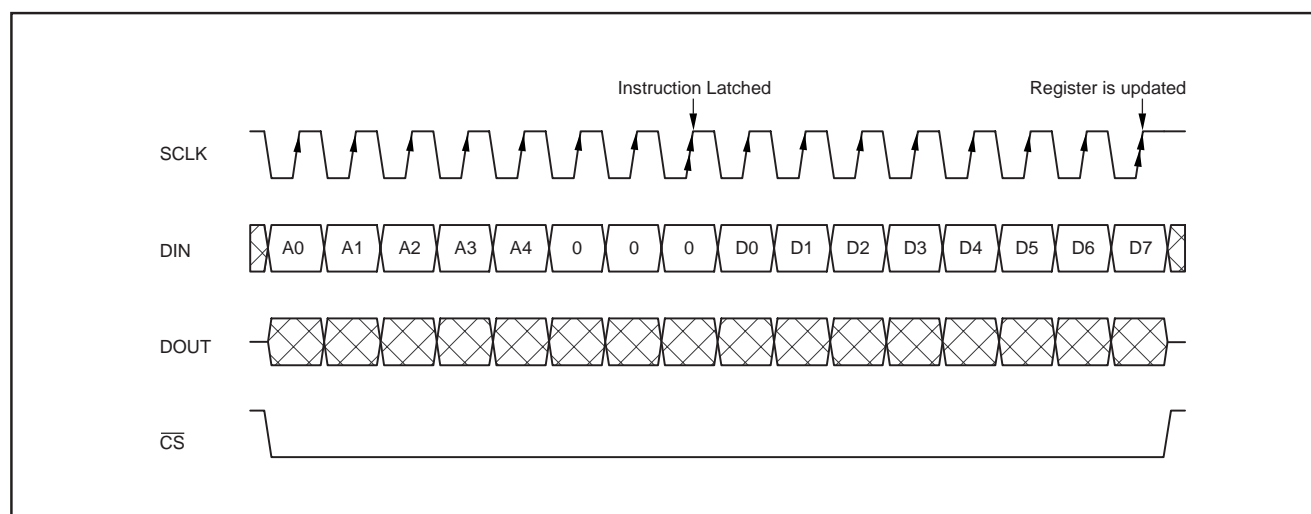 Instruction Latched
Register is updated
SCLK
DIN
A0 A1 A2 A3 A4 0 0 0 D0 D1 D2 D3 D4 D5 D6 D7
DOUT
CS